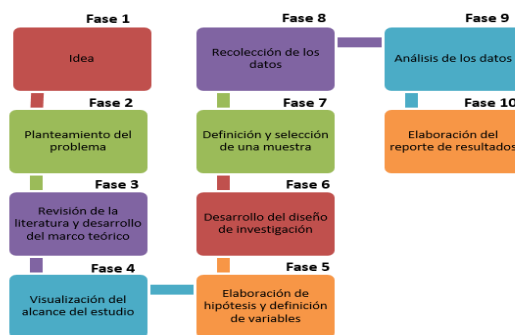 Fase 1
Idea
Fase 2
Planteamiento del
problema
Fase 3
Revisión de la
literatura y desarrollo
del marco teórico
Fase 4
Visualización del
alcance del estudio
Fase 5
Elaboración de
hipótesis y definición
de variables
Fase 6
Desarrollo del diseño
de investigación
Fase 7
Definición y selección
de una muestra
Fase 8
Recolección de los
datos
Fase 9
Análisis de los datos
Fase 10
Elaboración del
reporte de resultados